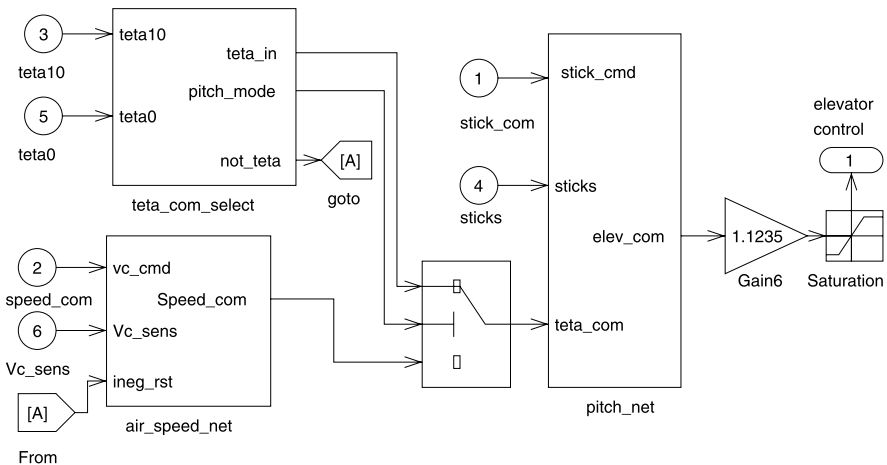 3
teta10
teta10
5
teta0
teta0
teta_in
pitch_mode
not_teta
teta_com_select
[A]
goto
2
vc_cmd
speed_com
6
Vc_sens
Vc_sens
Speed_com
ineg_rst
[A]
From
air_speed_net
1
stick_cmd
stick_com
4
sticks
sticks
elev_com
teta_com
pitch_net
1.1235
Gain6
elevator
control
1
Saturation